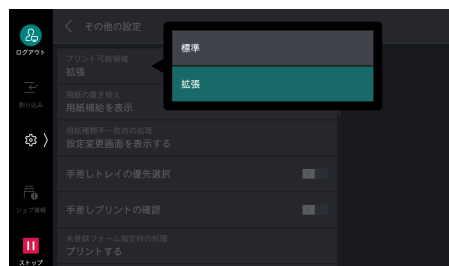 ログアウト
割り込み
ジョブ情報
ストップ
その他の設定
プリント可能領域
拡張
用紙の置き換え
用紙補給を表示
用紙種類不一致時の処理
設定変更画面を表示する
手差しトレイの優先選択
手差しプリントの確認
未登録フォーム指定時の処理
プリントする
標準
拡張